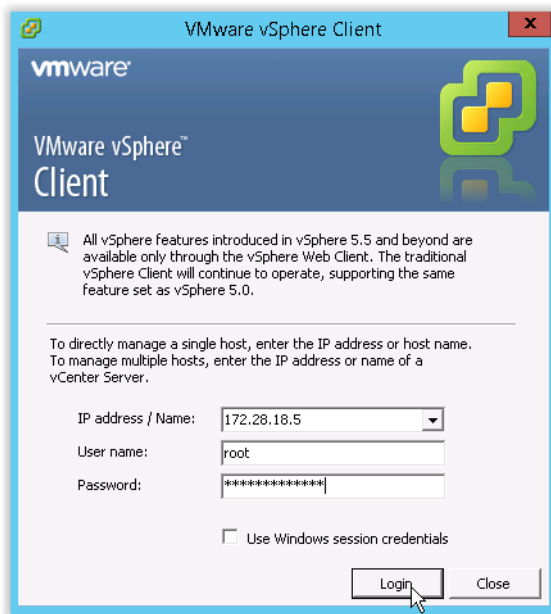 VMware vSphere Client
x
vmware®
VMware vSphere™
Client
All vSphere features introduced in vSphere 5.5 and beyond are
available only through the vSphere Web Client. The traditional
vSphere Client will continue to operate, supporting the same
feature set as vSphere 5.0.
To directly manage a single host, enter the IP address or host name.
To manage multiple hosts, enter the IP address or name of a
vCenter Server.
IP address / Name: 172.28.18.5
User name: root
Password: *************
Use Windows session credentials
Login Close